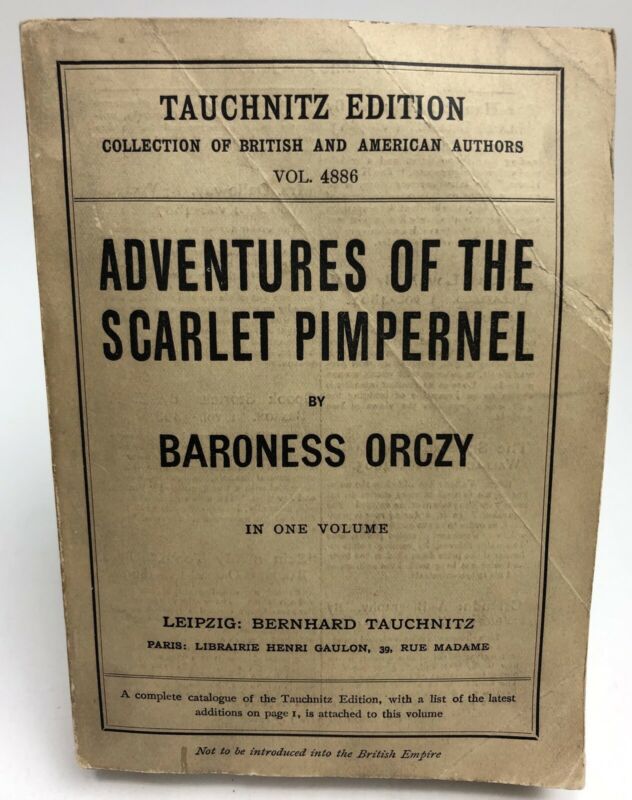 TAUCHNITZ EDITION
COLLECTION OF BRITISH AND AMERICAN AUTHORS
VOL. 4886
ADVENTURES OF THE
SCARLET PIMPERNEL
BY
BARONESS ORCZY
IN ONE VOLUME
LEIPZIG: BERNHARD TAUCHNITZ
PARIS: LIBRAIRIE HENRI GAULON, 39, RUE MADAME
A complete catalogue of the Tauchnitz Edition, with a list of the latest
additions on page 1, is attached to this volume
Not to be introduced into the British Empire